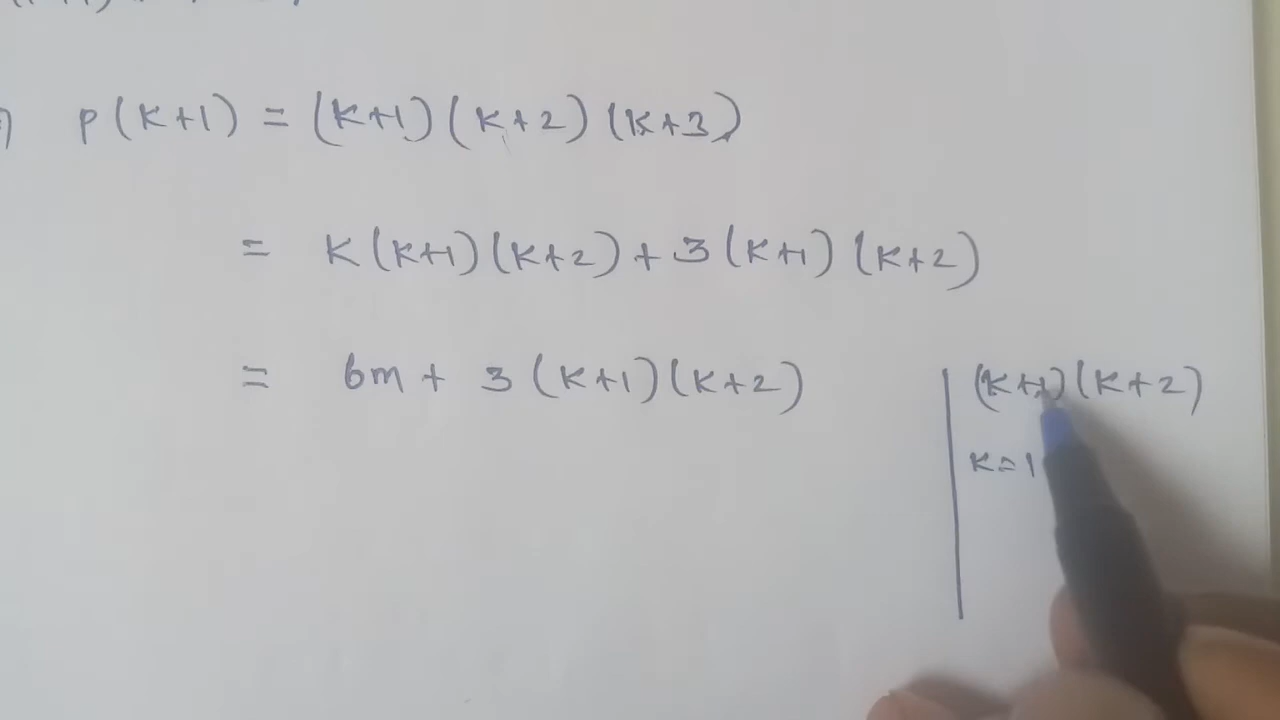 P(K+1) = (K+1)(K+2)(K+3)
= K(K+1)(K+2)+3(K+1)(K+2)
= 6m + 3(K+1)(K+2)
(K+1)(K+2)
K=1